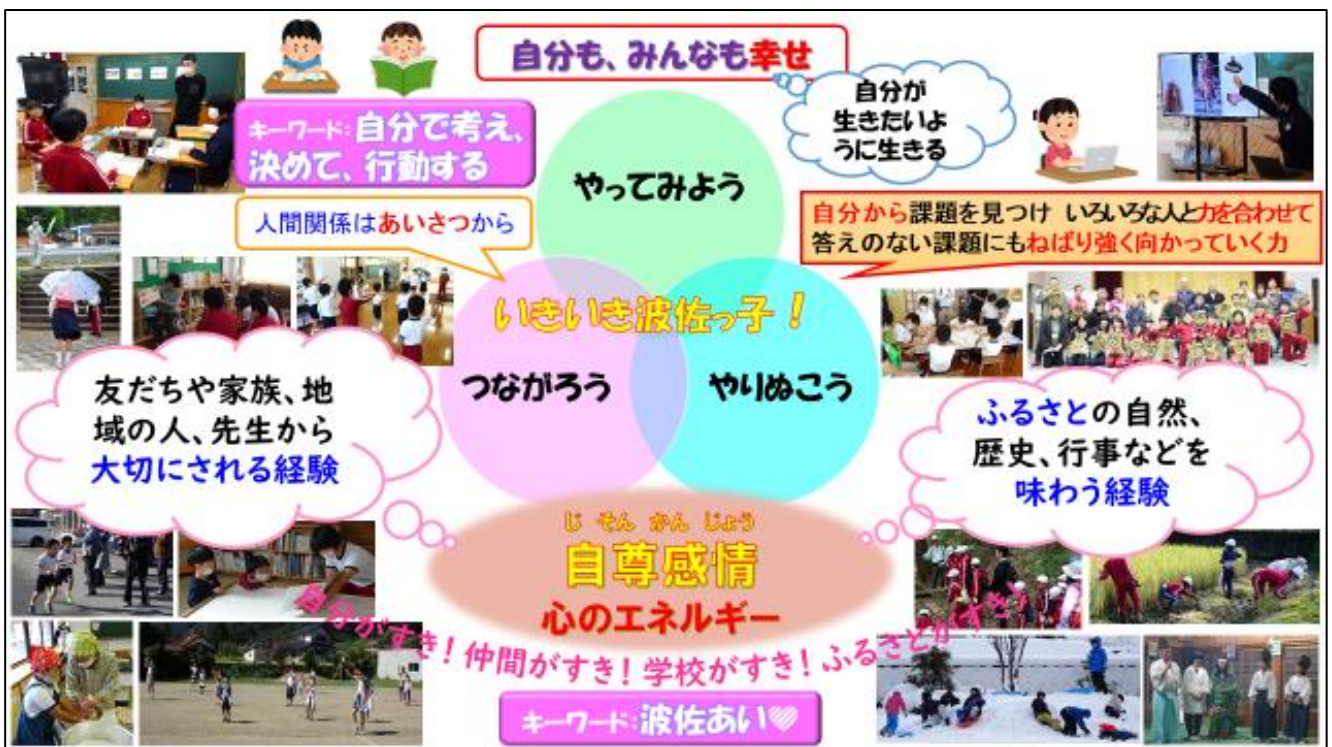 自分も、みんなも幸せ
キーワード：自分で考え、
決めて、行動する
自分が
生きたいよ
うに生きる
やってみよう
人間関係はあいさつから
自分から課題を見つけ いろいろな人と力を合わせて
答えのない課題にもねばり強く向かっていく力
いきいき波佐っ子！
つながろう
やりぬこう
友だちや家族、地
域の人、先生から
大切にされる経験
ふるさとの自然、
歴史、行事などを
味わう経験
じ そん かん じょう
自尊感情
心のエネルギー
自分がすき！仲間がすき！学校がすき！ふるさとがすき！
キーワード：波佐あい♡